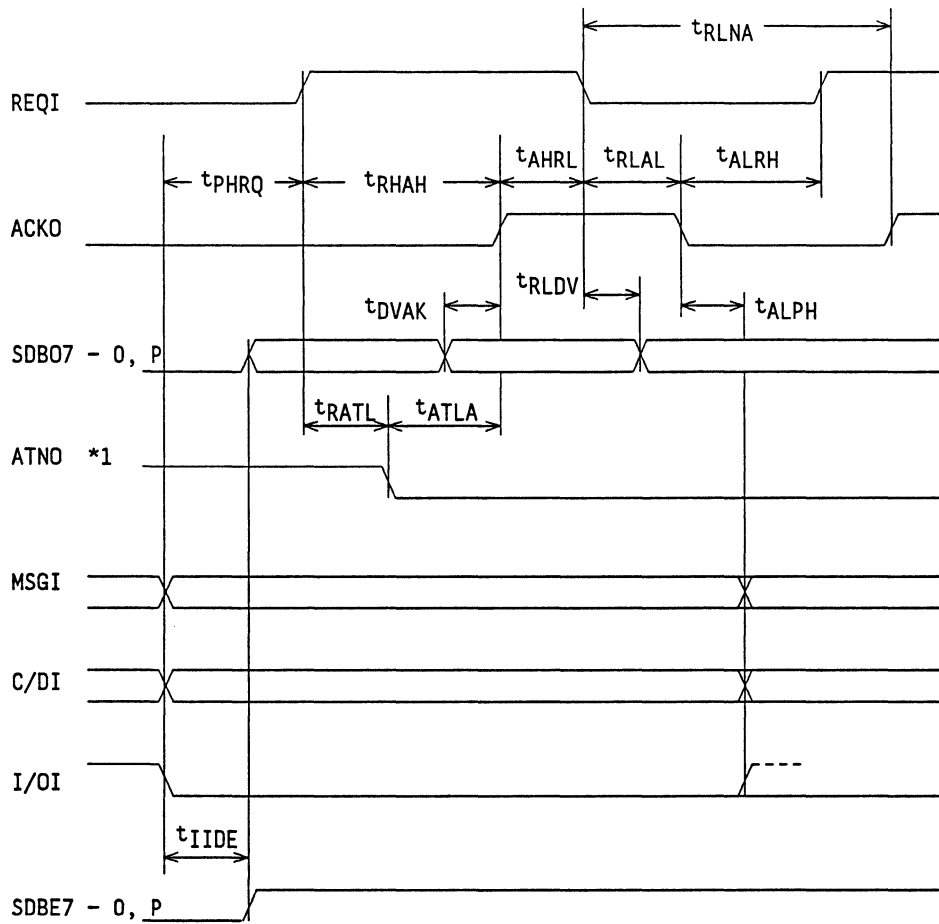 tRLNA
REQI
tPHRQ tRHAH tAHRL tRLAL tALRH
ACKO
tDVAK tRLDV tALPH
SDBO7 - 0, P
tRATL tATLA
ATNO *1
MSGI
C/DI
I/OI
tIIDE
SDBE7 - 0, P